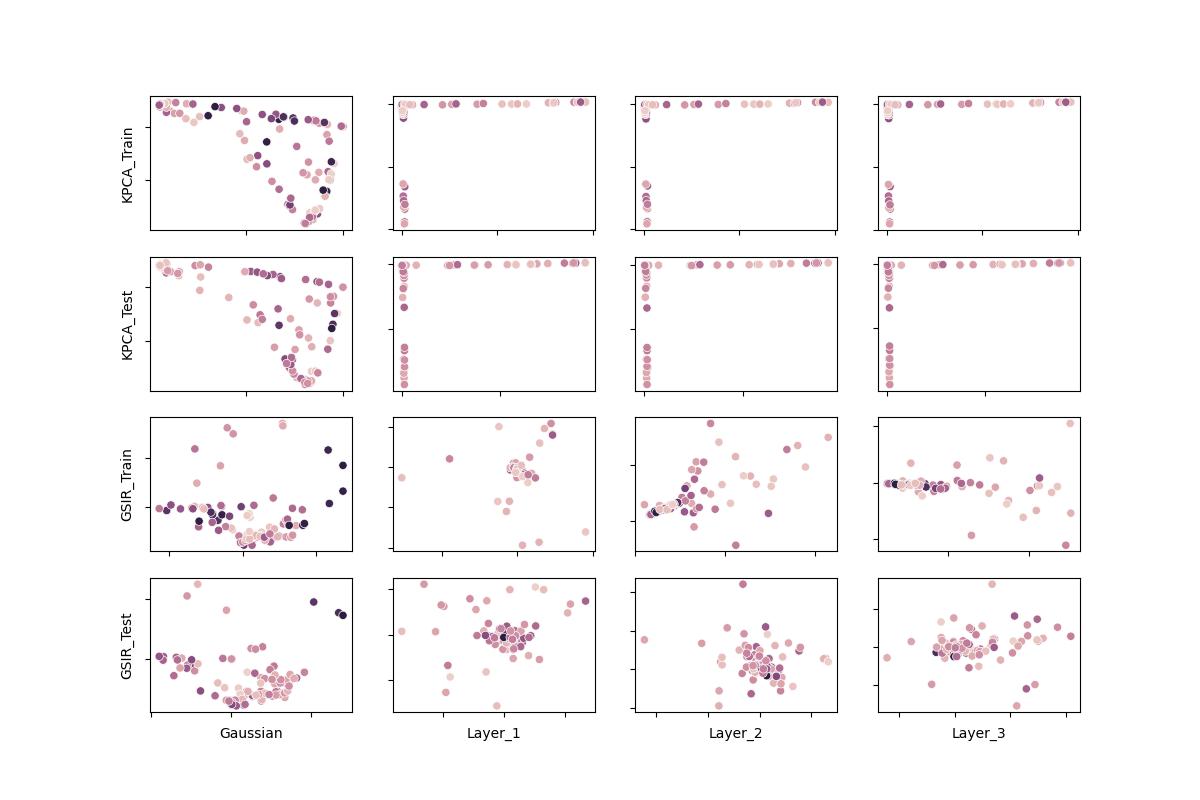 KPCA_Train
KPCA_Test
GSIR_Train
GSIR_Test
Gaussian
Layer_1
Layer_2
Layer_3